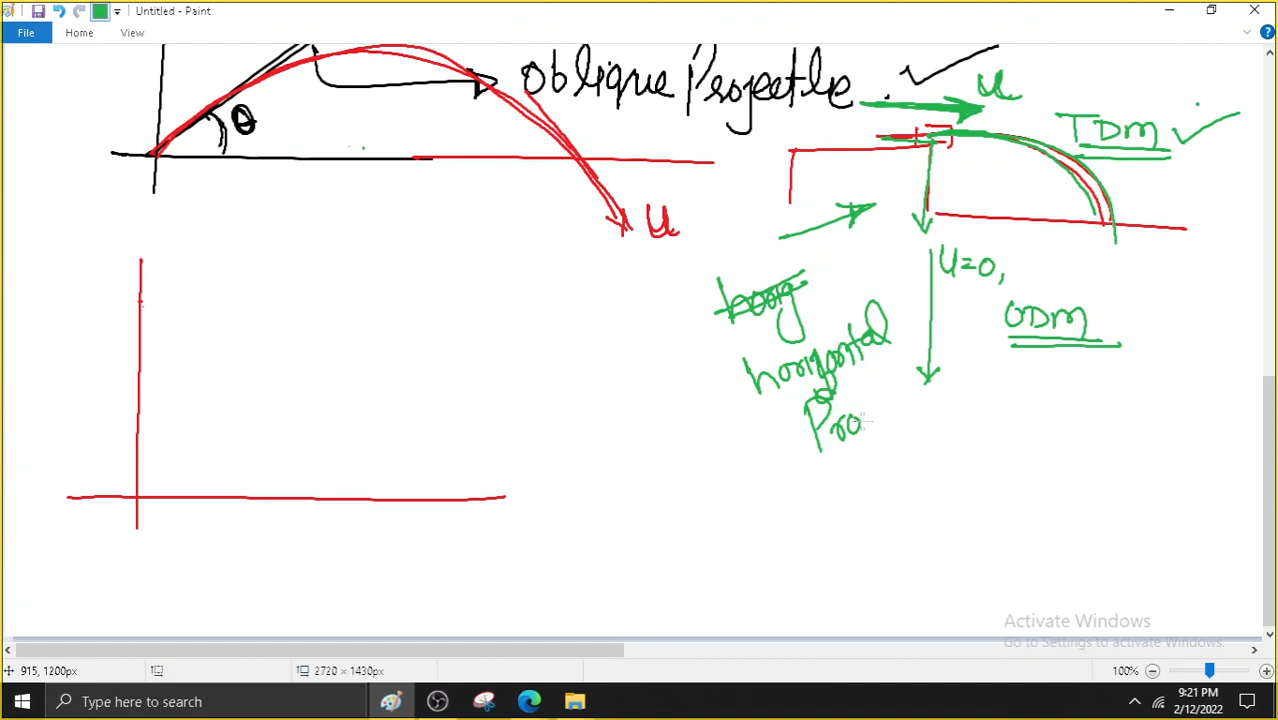 Untitled - Paint
File Home View
Oblique Projectile
θ
u
TDM
u
U=0,
ODM
horizontal
Pro
Activate Windows
Go to Settings to activate Windows.
915, 1200px
2720 × 1430px
100%
Type here to search
9:21 PM
2/12/2022